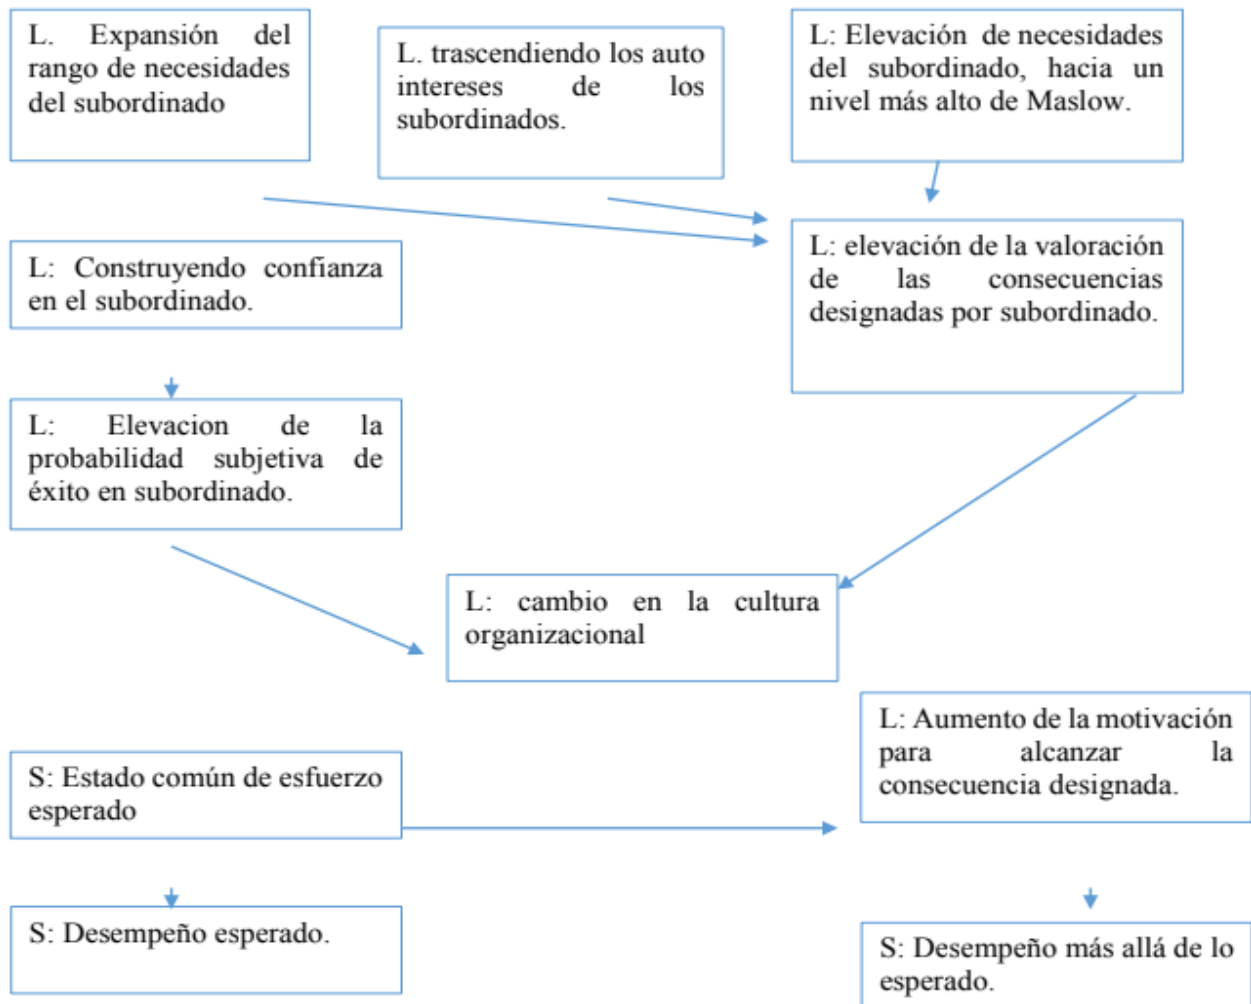 L. Expansión del
rango de necesidades
del subordinado
L. trascendiendo los auto
intereses de los
subordinados.
L: Elevación de necesidades
del subordinado, hacia un
nivel más alto de Maslow.
L: Construyendo confianza
en el subordinado.
L: elevación de la valoración
de las consecuencias
designadas por subordinado.
L: Elevacion de la
probabilidad subjetiva de
éxito en subordinado.
L: cambio en la cultura
organizacional
L: Aumento de la motivación
para alcanzar la
consecuencia designada.
S: Estado común de esfuerzo
esperado
S: Desempeño esperado.
S: Desempeño más allá de lo
esperado.